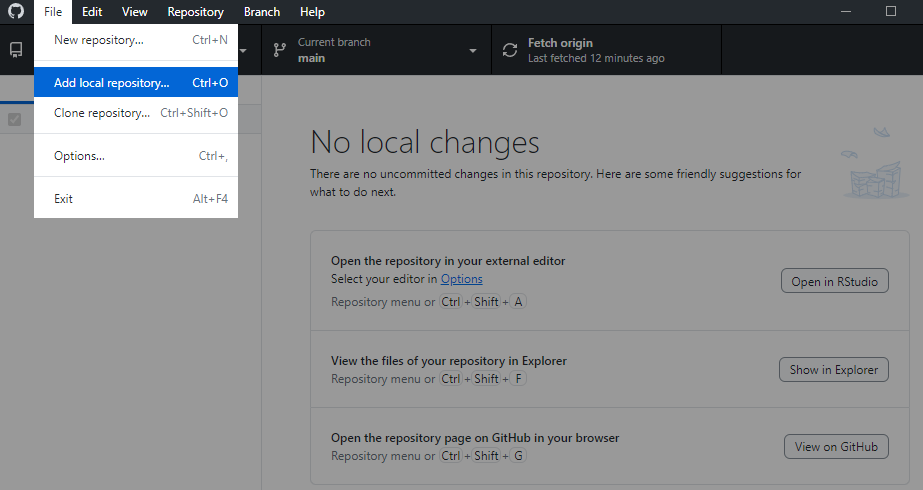 File Edit View Repository Branch Help
New repository... Ctrl+N
Add local repository... Ctrl+O
Clone repository... Ctrl+Shift+O
Options... Ctrl+,
Exit Alt+F4
Current branch
main
Fetch origin
Last fetched 12 minutes ago
No local changes
There are no uncommitted changes in this repository. Here are some friendly suggestions for
what to do next.
Open the repository in your external editor
Select your editor in Options
Repository menu or Ctrl + Shift + A
Open in RStudio
View the files of your repository in Explorer
Repository menu or Ctrl + Shift + F
Show in Explorer
Open the repository page on GitHub in your browser
Repository menu or Ctrl + Shift + G
View on GitHub